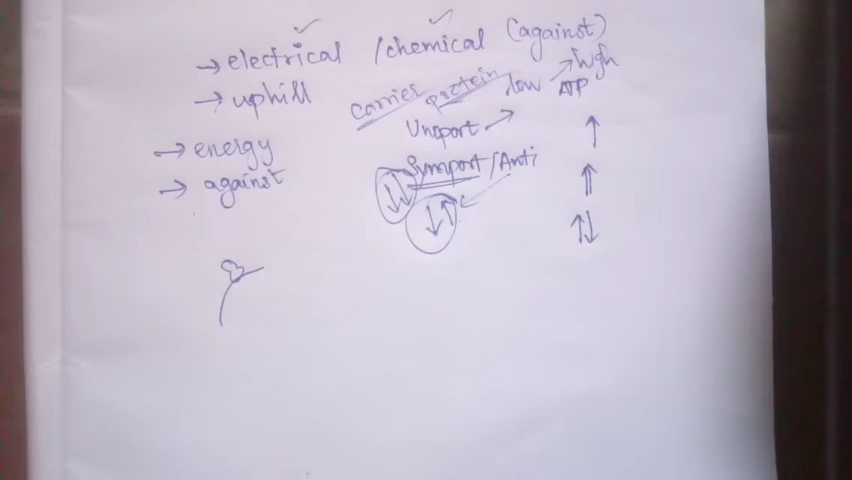 → electrical / chemical (against)
→ uphill carrier protein low → high
ATP
Uniport → ↑
→ energy
Symport / Anti
→ against ↓↓ ↑↑
↓↑ ↑↓